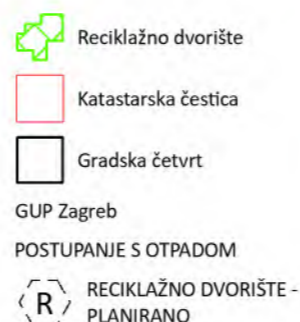 Reciklažno dvorište
Katastarska čestica
Gradska četvrt
GUP Zagreb
POSTUPANJE S OTPADOM
R RECIKLAŽNO DVORIŠTE -
PLANIRANO